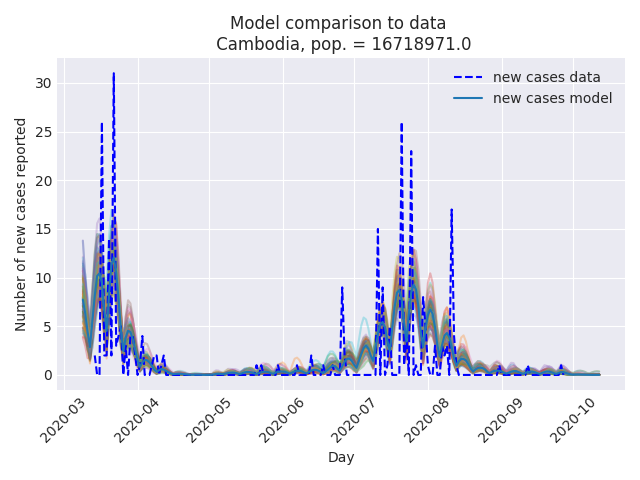 Model comparison to data
Cambodia, pop. = 16718971.0
new cases data
new cases model
Number of new cases reported
30
25
20
15
10
5
0
2020-03
2020-04
2020-05
2020-06
2020-07
2020-08
2020-09
2020-10
Day